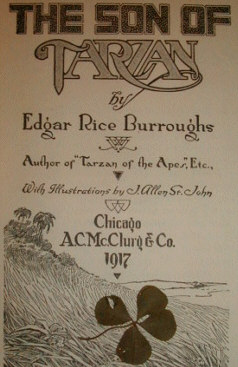 THE SON OF
TARZAN
by
Edgar Rice Burroughs
Author of "Tarzan of the Apes", Etc.,
With Illustrations by J. Allen St. John
Chicago
A.C. McClurg & Co.
1917